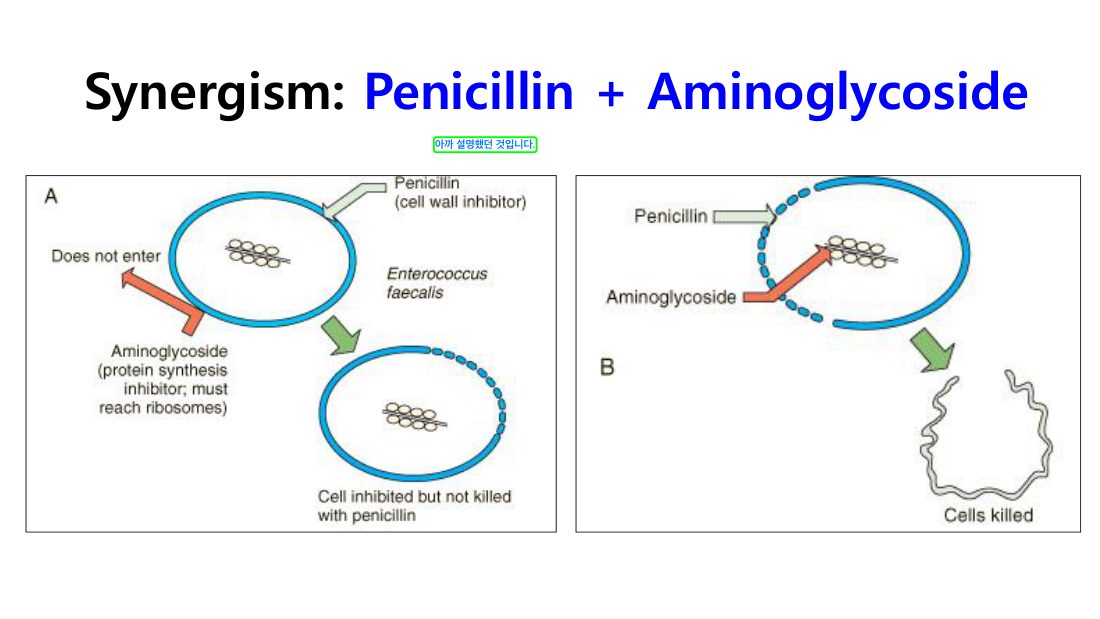 Synergism: Penicillin + Aminoglycoside
아까 설명했던 것입니다.
A
Penicillin
(cell wall inhibitor)
Does not enter
Enterococcus
faecalis
Aminoglycoside
(protein synthesis
inhibitor; must
reach ribosomes)
Cell inhibited but not killed
with penicillin
Penicillin
Aminoglycoside
B
Cells killed